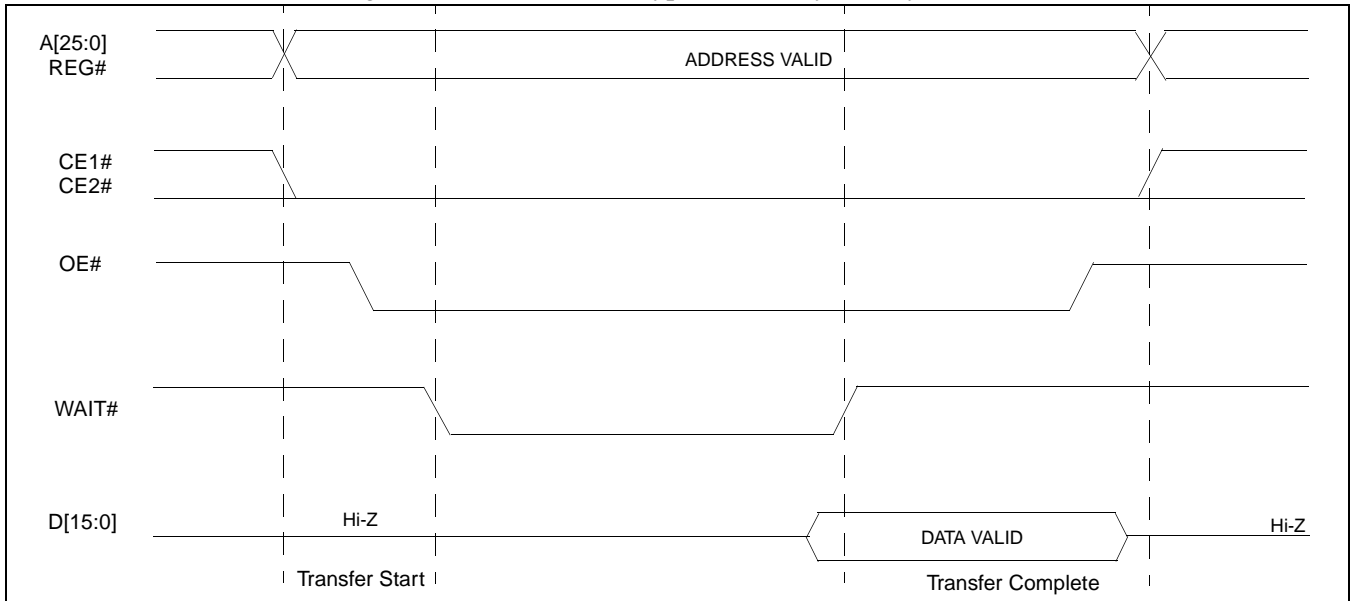 A[25:0]
REG#
ADDRESS VALID
CE1#
CE2#
OE#
WAIT#
D[15:0]
Hi-Z
DATA VALID
Hi-Z
Transfer Start
Transfer Complete